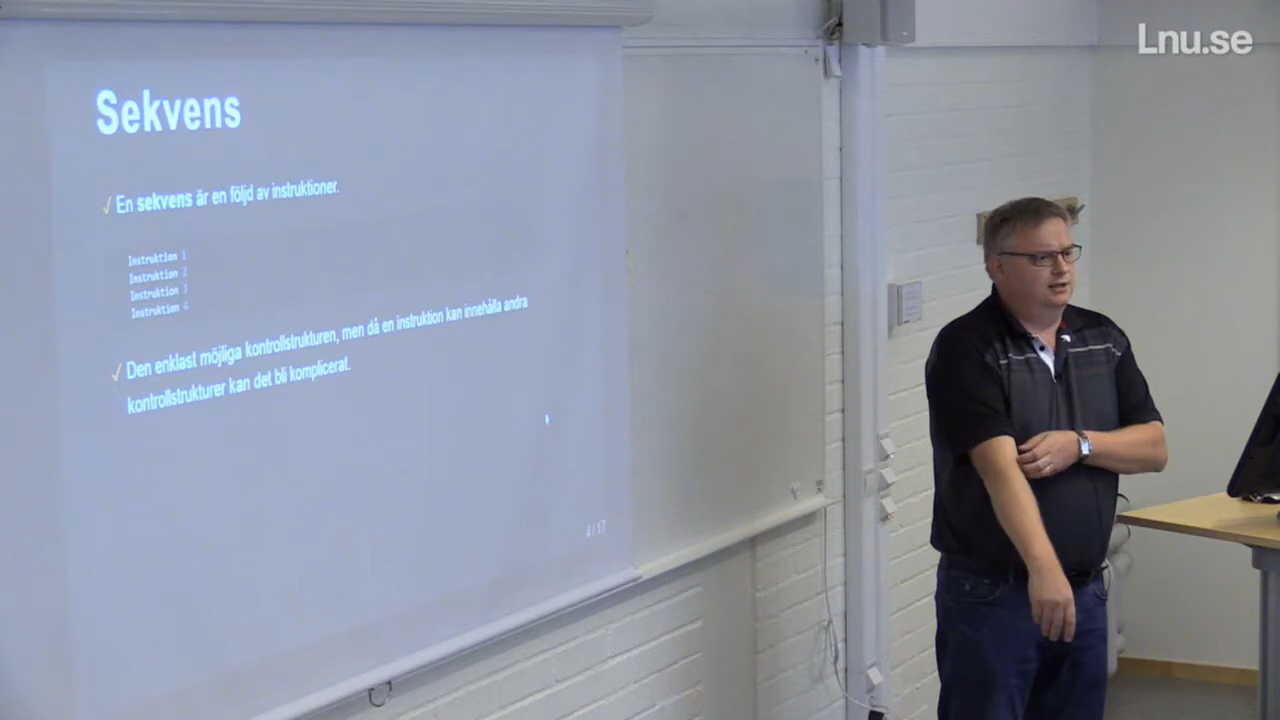 Lnu.se
Sekvens
✓ En sekvens är en följd av instruktioner.
Instruktion 1
Instruktion 2
Instruktion 3
Instruktion 4
✓ Den enklast möjliga kontrollstrukturen, men då en instruktion kan innehålla andra
kontrollstrukturer kan det bli komplicerat.
4 / 17